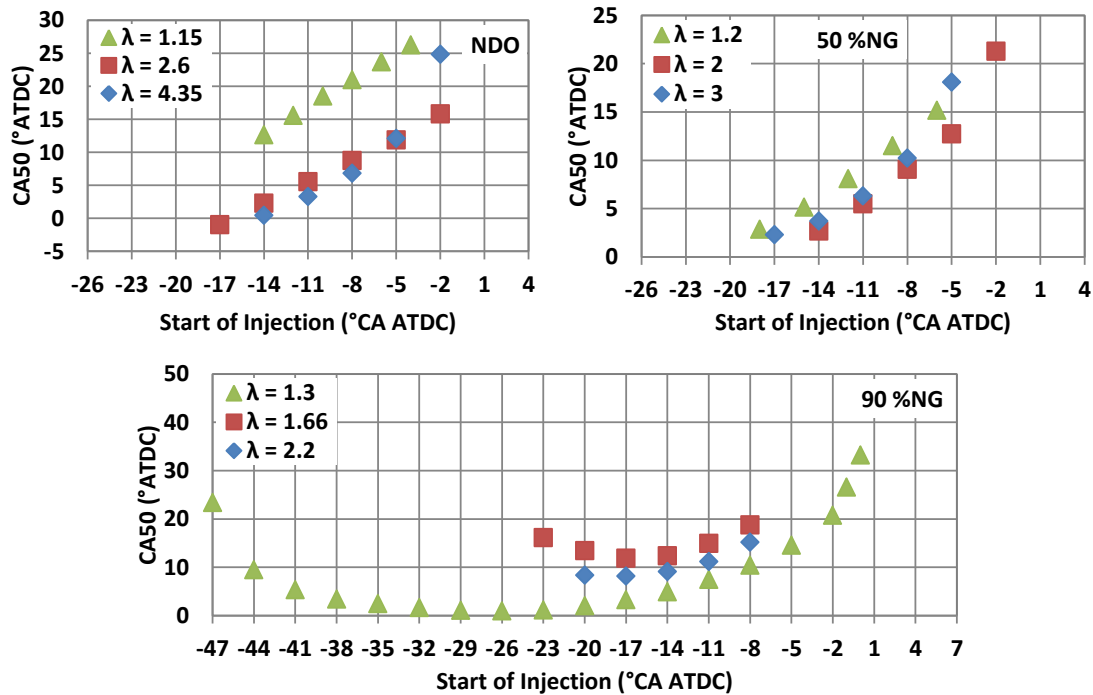 30
25
20
15
10
5
0
-5
CA50 (°ATDC)
λ = 1.15
λ = 2.6
λ = 4.35
NDO
-26 -23 -20 -17 -14 -11 -8 -5 -2 1 4
Start of Injection (°CA ATDC)
25
20
15
10
5
0
CA50 (°ATDC)
λ = 1.2
λ = 2
λ = 3
50 %NG
-26 -23 -20 -17 -14 -11 -8 -5 -2 1 4
Start of Injection (°CA ATDC)
50
40
30
20
10
0
CA50 (°ATDC)
λ = 1.3
λ = 1.66
λ = 2.2
90 %NG
-47 -44 -41 -38 -35 -32 -29 -26 -23 -20 -17 -14 -11 -8 -5 -2 1 4 7
Start of Injection (°CA ATDC)